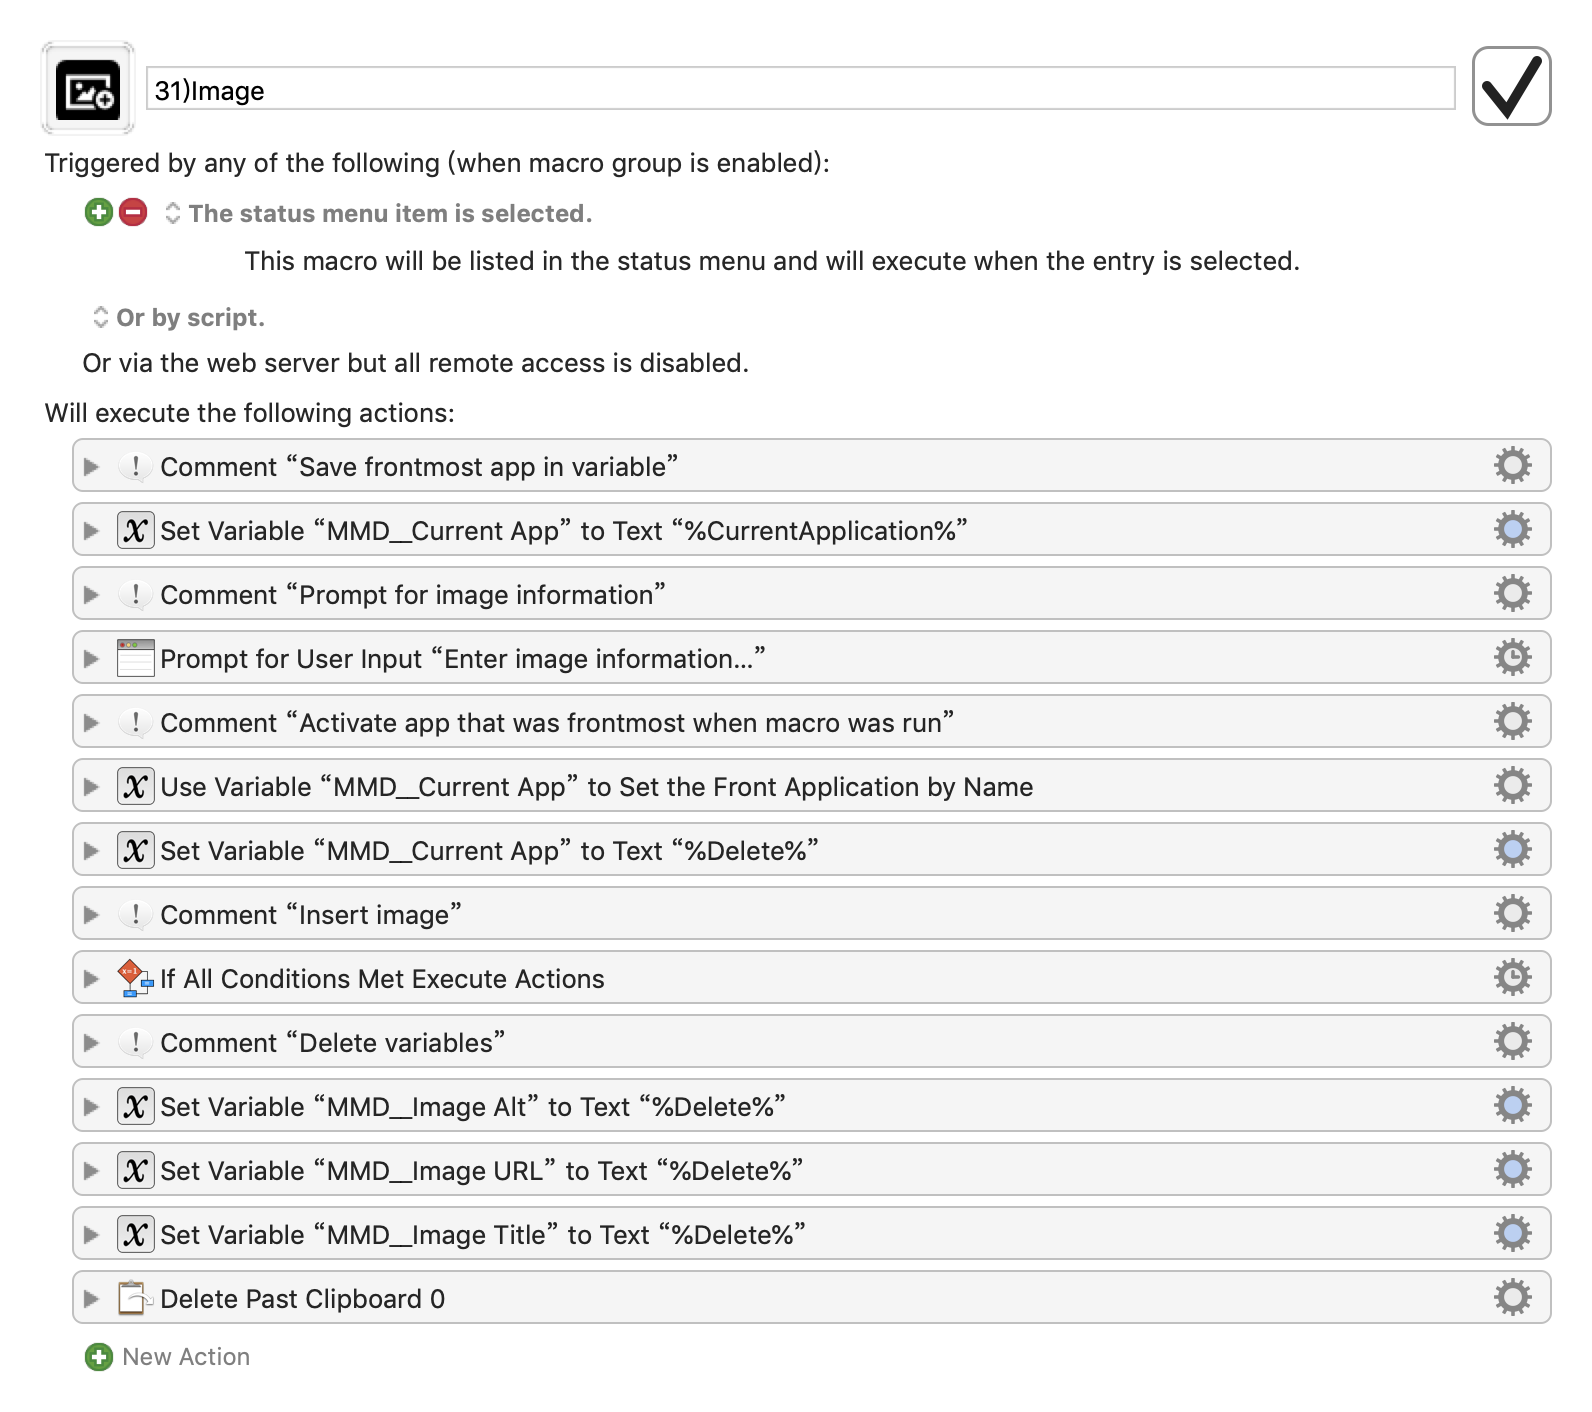 31)Image
Triggered by any of the following (when macro group is enabled):
The status menu item is selected.
This macro will be listed in the status menu and will execute when the entry is selected.
Or by script.
Or via the web server but all remote access is disabled.
Will execute the following actions:
Comment “Save frontmost app in variable”
Set Variable “MMD__Current App” to Text “%CurrentApplication%”
Comment “Prompt for image information”
Prompt for User Input “Enter image information…”
Comment “Activate app that was frontmost when macro was run”
Use Variable “MMD__Current App” to Set the Front Application by Name
Set Variable “MMD__Current App” to Text “%Delete%”
Comment “Insert image”
If All Conditions Met Execute Actions
Comment “Delete variables”
Set Variable “MMD__Image Alt” to Text “%Delete%”
Set Variable “MMD__Image URL” to Text “%Delete%”
Set Variable “MMD__Image Title” to Text “%Delete%”
Delete Past Clipboard 0
New Action